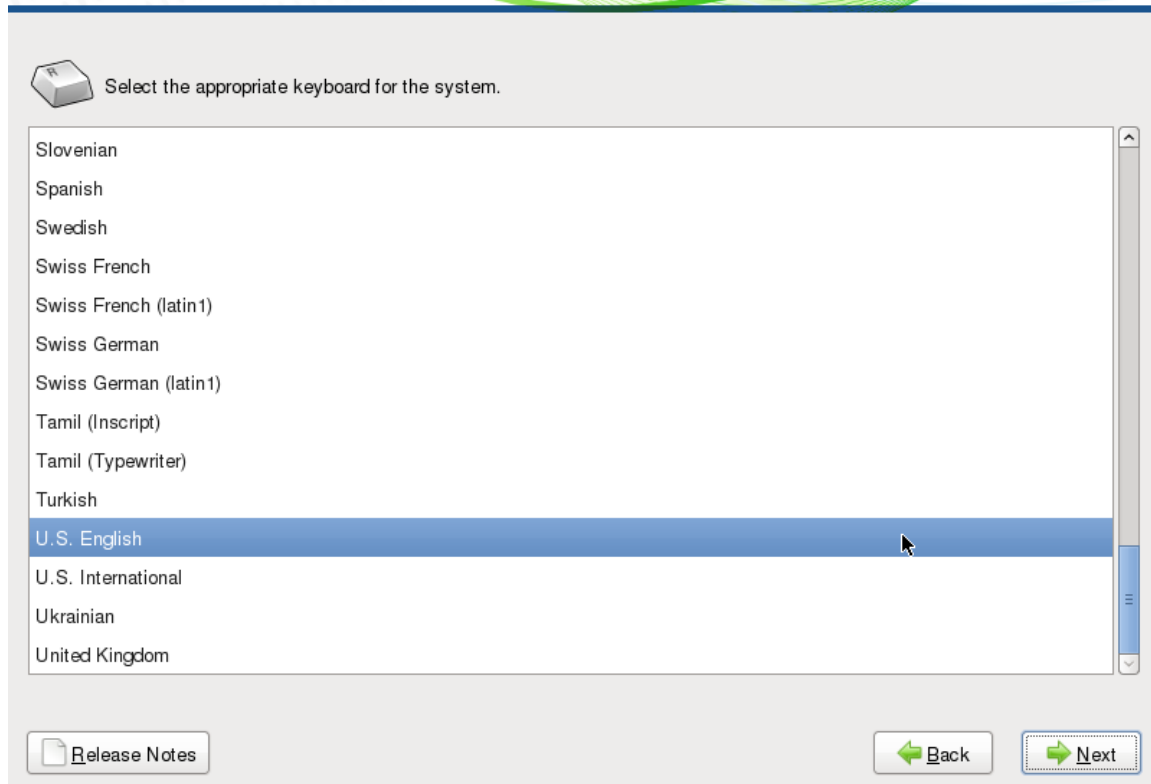 R
Select the appropriate keyboard for the system.
Slovenian
Spanish
Swedish
Swiss French
Swiss French (latin1)
Swiss German
Swiss German (latin1)
Tamil (Inscript)
Tamil (Typewriter)
Turkish
U.S. English
U.S. International
Ukrainian
United Kingdom
Release Notes
Back
Next